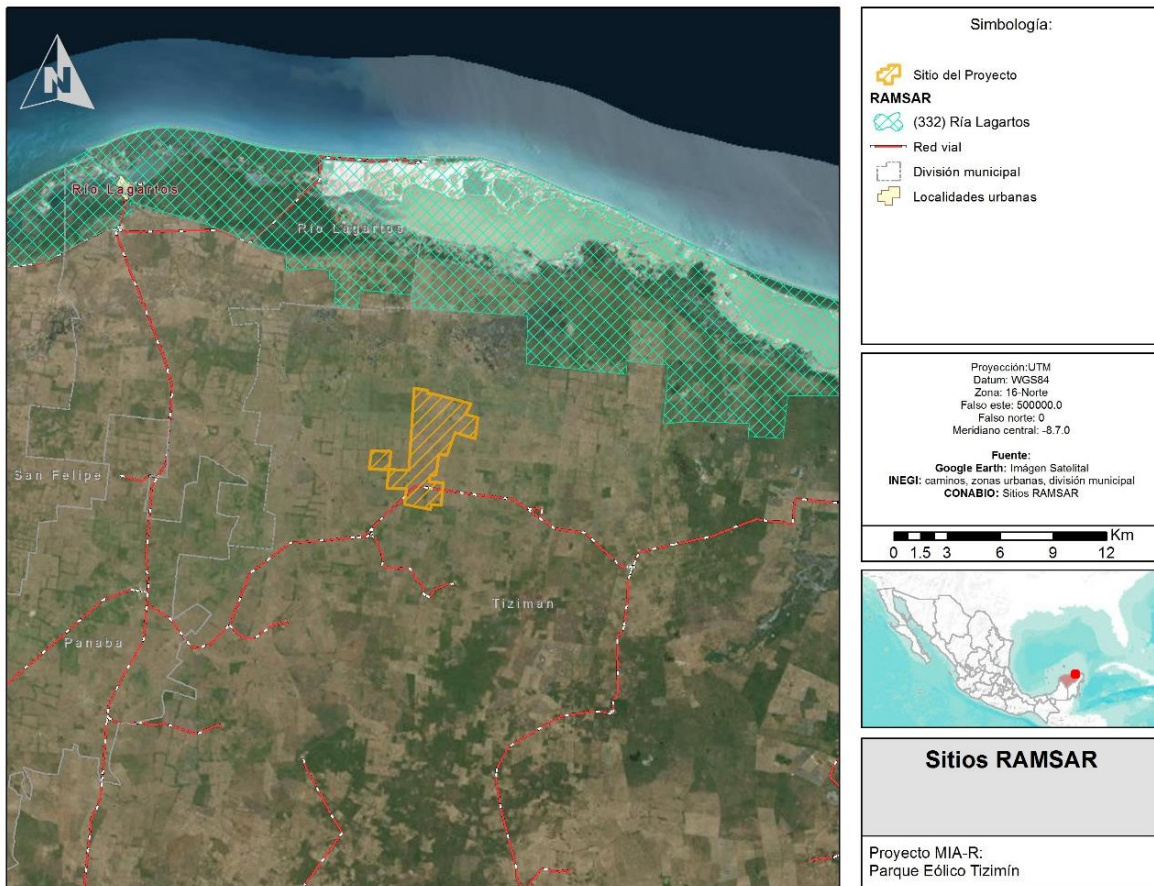 N
Río Lagartos
Río Lagartos
San Felipe
Tiziman
Panaba
Simbología:
Sitio del Proyecto
RAMSAR
(332) Ría Lagartos
Red vial
División municipal
Localidades urbanas
Proyección:UTM
Datum: WGS84
Zona: 16-Norte
Falso este: 500000.0
Falso norte: 0
Meridiano central: -8.7.0
Fuente:
Google Earth: Imágen Satelital
INEGI: caminos, zonas urbanas, división municipal
CONABIO: Sitios RAMSAR
Km
0 1.5 3 6 9 12
Sitios RAMSAR
Proyecto MIA-R:
Parque Eólico Tizimín